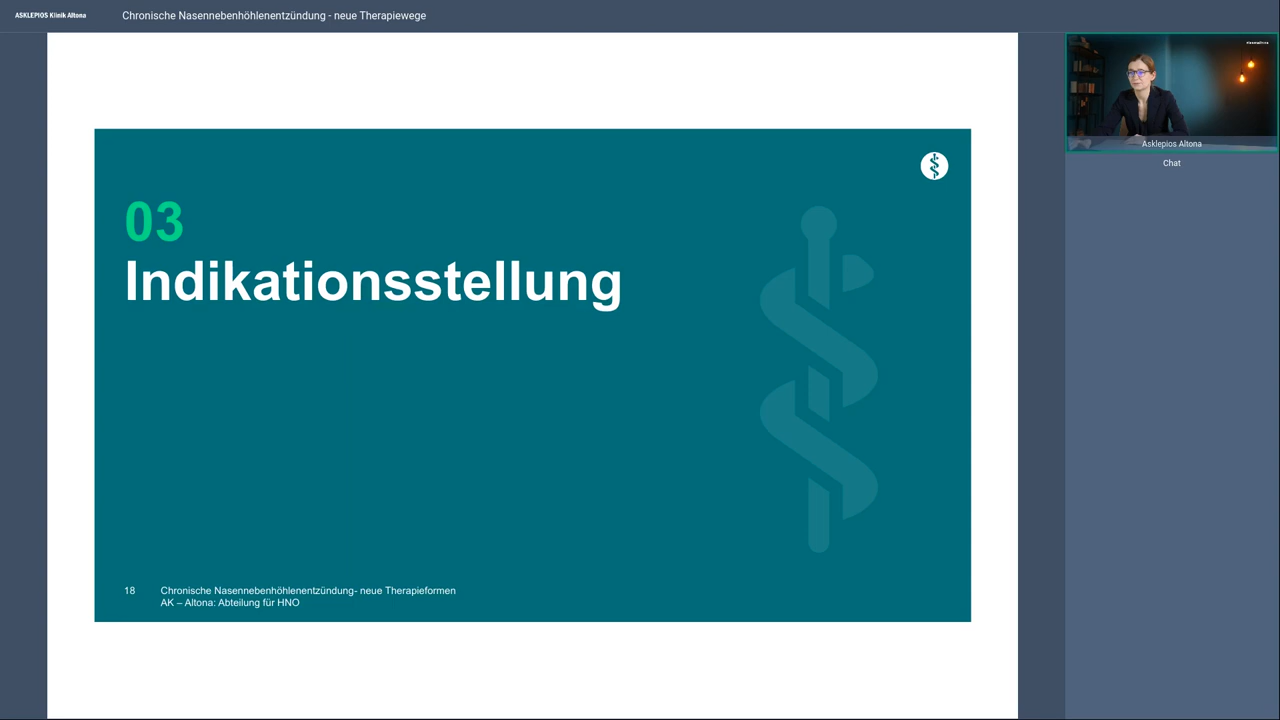 ASKLEPIOS Klinik Altona
Chronische Nasennebenhöhlenentzündung - neue Therapiewege
Asklepios Altona
Chat
03
Indikationsstellung
18
Chronische Nasennebenhöhlenentzündung- neue Therapieformen
AK – Altona: Abteilung für HNO